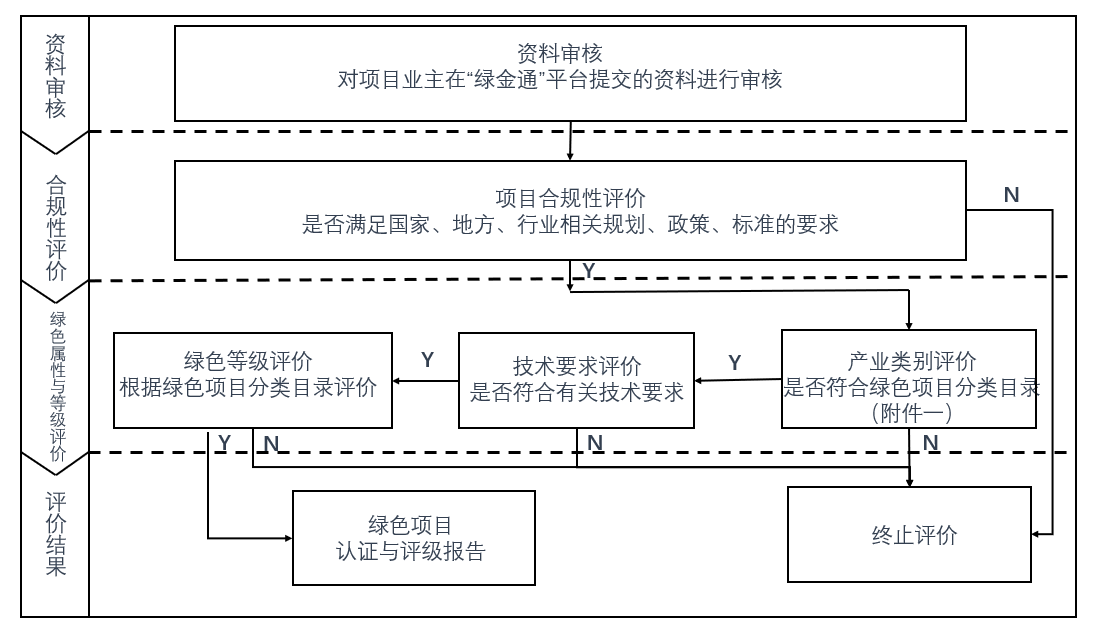 资料审核
资料审核
对项目业主在“绿金通”平台提交的资料进行审核
合规性评价
项目合规性评价
是否满足国家、地方、行业相关规划、政策、标准的要求
N
Y
绿色属性与等级评价
绿色等级评价
根据绿色项目分类目录评价
Y
技术要求评价
是否符合有关技术要求
Y
产业类别评价
是否符合绿色项目分类目录
（附件一）
Y
N
N
N
评价结果
绿色项目
认证与评级报告
终止评价